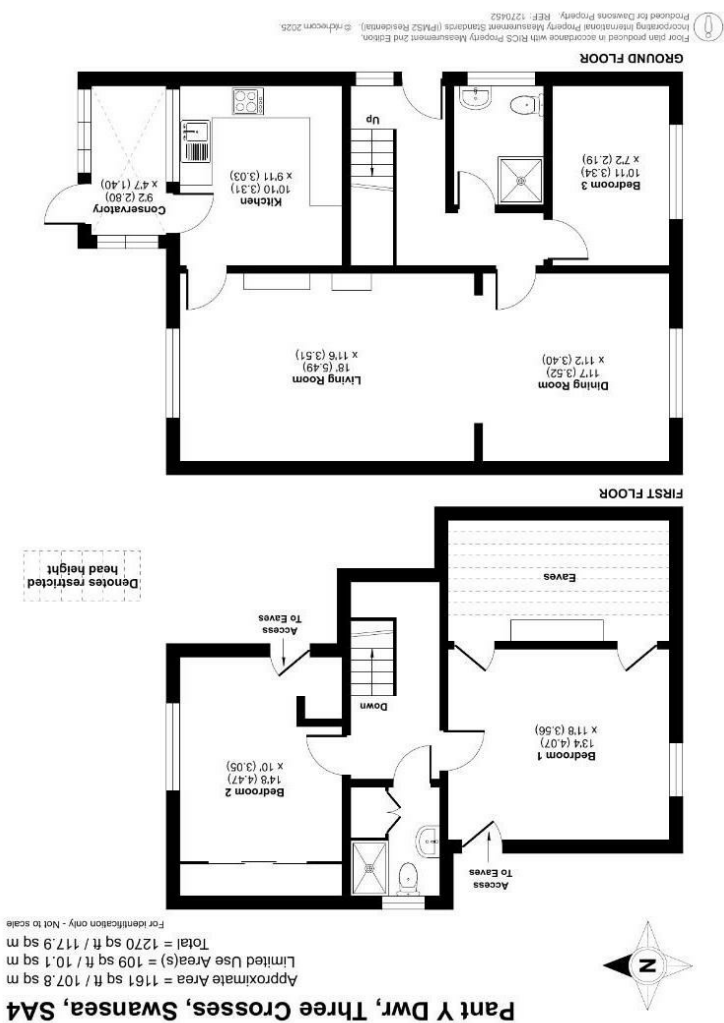 Pant Y Dwr, Three Crosses, Swansea, SA4
Approximate Area = 1161 sq ft / 107.8 sq m
Limited Use Area(s) = 109 sq ft / 10.1 sq m
Total = 1270 sq ft / 117.9 sq m
For identification only - Not to scale
N
Access
To Eaves
Bedroom 1
13'4 (4.07)
x 11'8 (3.56)
Bedroom 2
14'8 (4.47)
x 10' (3.05)
Down
Access
To Eaves
Eaves
Denotes restricted
head height
FIRST FLOOR
Dining Room
11'7 (3.52)
x 11'2 (3.40)
Living Room
18' (5.49)
x 11'6 (3.51)
Bedroom 3
10'11 (3.34)
x 7'2 (2.19)
Kitchen
10'10 (3.31)
x 9'11 (3.03)
Conservatory
9'2 (2.80)
x 4'7 (1.40)
Up
GROUND FLOOR
Floor plan produced in accordance with RICS Property Measurement 2nd Edition,
Incorporating International Property Measurement Standards (IPMS2 Residential). © nichecom 2025.
Produced for Dawsons Property. REF: 1270452